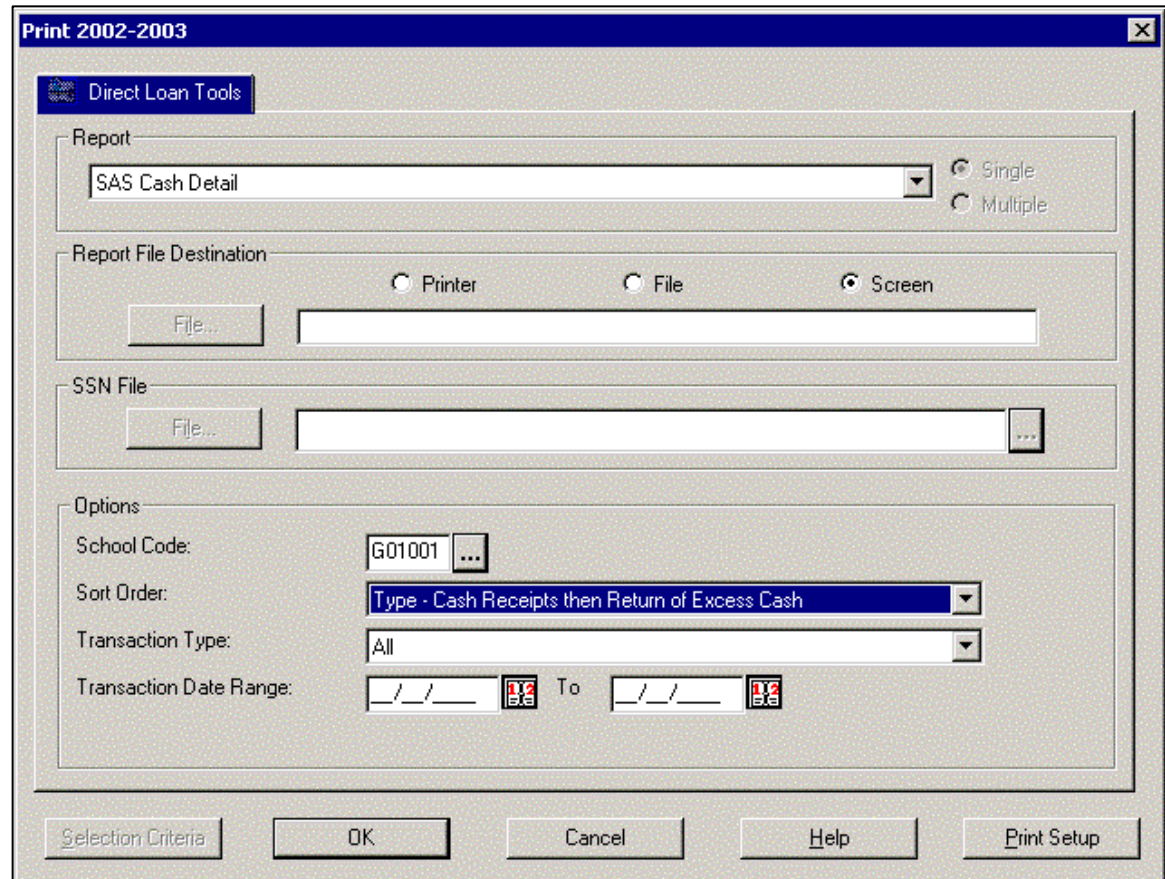 Print 2002-2003
Direct Loan Tools
Report
SAS Cash Detail
Single
Multiple
Report File Destination
Printer File Screen
File...
SSN File
File...
...
Options
School Code: G01001 ...
Sort Order: Type - Cash Receipts then Return of Excess Cash
Transaction Type: All
Transaction Date Range: __/__/____ To __/__/____
Selection Criteria OK Cancel Help Print Setup